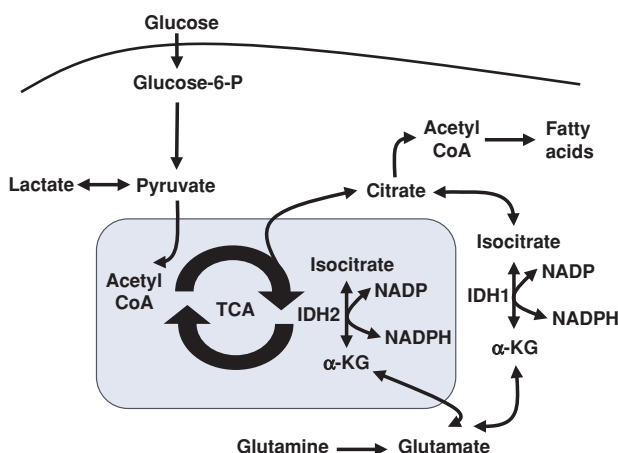 Glucose
Glucose-6-P
Acetyl
CoA
Fatty
acids
Lactate
Pyruvate
Citrate
Isocitrate
Acetyl
CoA
TCA
Isocitrate
NADP
IDH2
NADPH
α-KG
IDH1
NADP
NADPH
α-KG
Glutamine
Glutamate